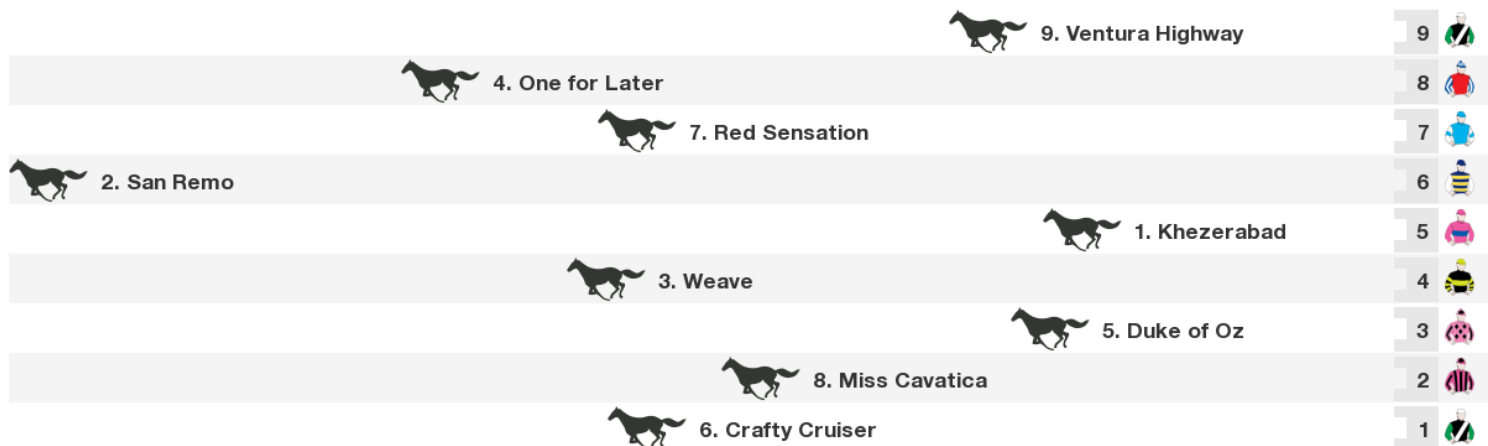 9. Ventura Highway 9
4. One for Later 8
7. Red Sensation 7
2. San Remo 6
1. Khezerabad 5
3. Weave 4
5. Duke of Oz 3
8. Miss Cavatica 2
6. Crafty Cruiser 1